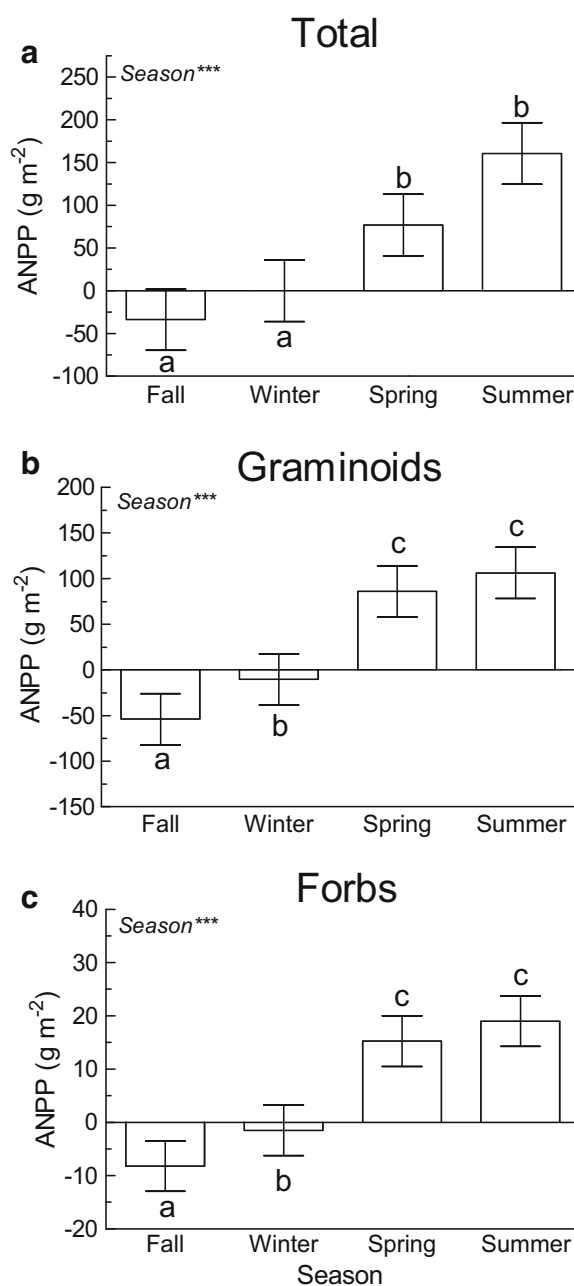 a
Total
Season***
ANPP (g m-2)
250
200
150
100
50
0
-50
-100
b
b
a
a
Fall Winter Spring Summer
b
Graminoids
Season***
ANPP (g m-2)
200
150
100
50
0
-50
-100
-150
c
c
b
a
Fall Winter Spring Summer
c
Forbs
Season***
ANPP (g m-2)
40
30
20
10
0
-10
-20
c
c
b
a
Fall Winter Spring Summer
Season